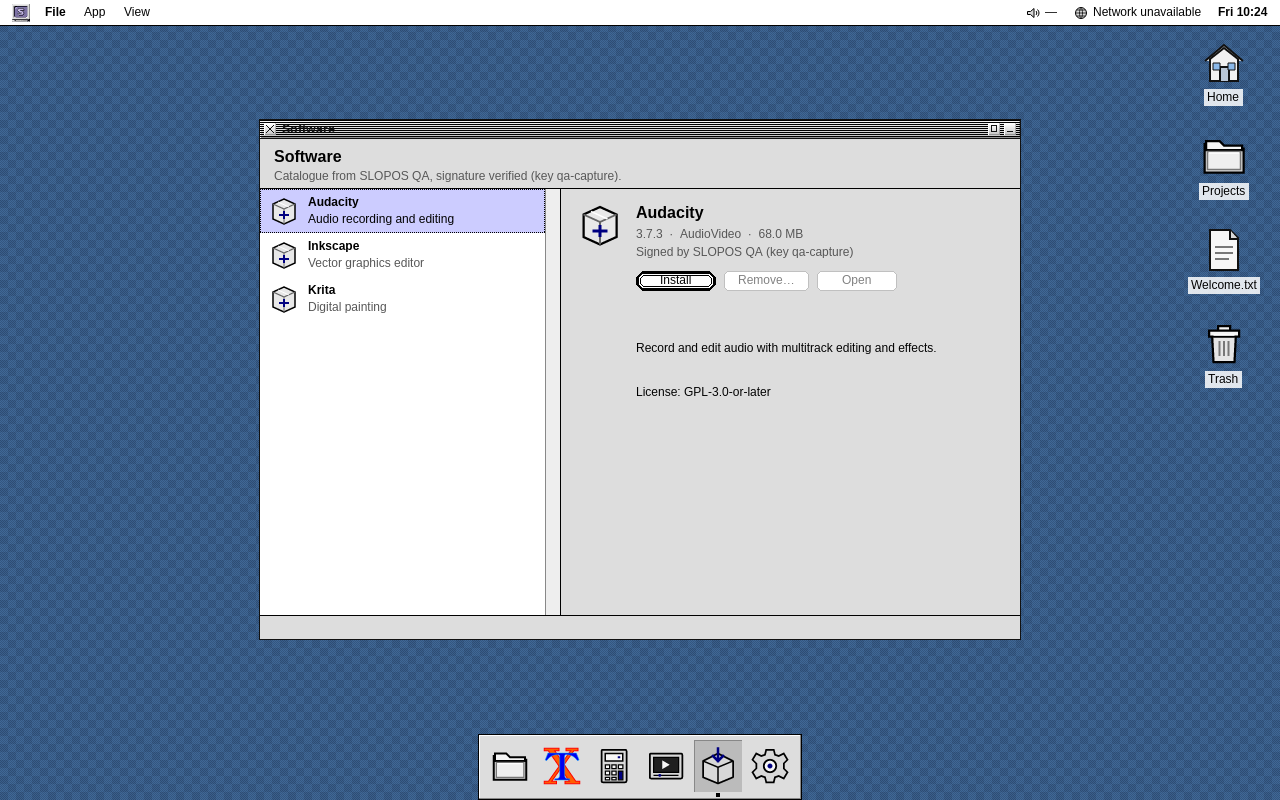 File App View
— Network unavailable Fri 10:24
Home
Projects
Welcome.txt
Trash
Software
Software
Catalogue from SLOPOS QA, signature verified (key qa-capture).
Audacity
Audio recording and editing
Inkscape
Vector graphics editor
Krita
Digital painting
Audacity
3.7.3 · AudioVideo · 68.0 MB
Signed by SLOPOS QA (key qa-capture)
Install Remove… Open
Record and edit audio with multitrack editing and effects.
License: GPL-3.0-or-later